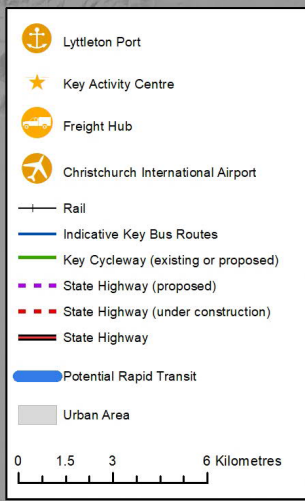 Lyttleton Port
Key Activity Centre
Freight Hub
Christchurch International Airport
Rail
Indicative Key Bus Routes
Key Cycleway (existing or proposed)
State Highway (proposed)
State Highway (under construction)
State Highway
Potential Rapid Transit
Urban Area
0 1.5 3 6 Kilometres